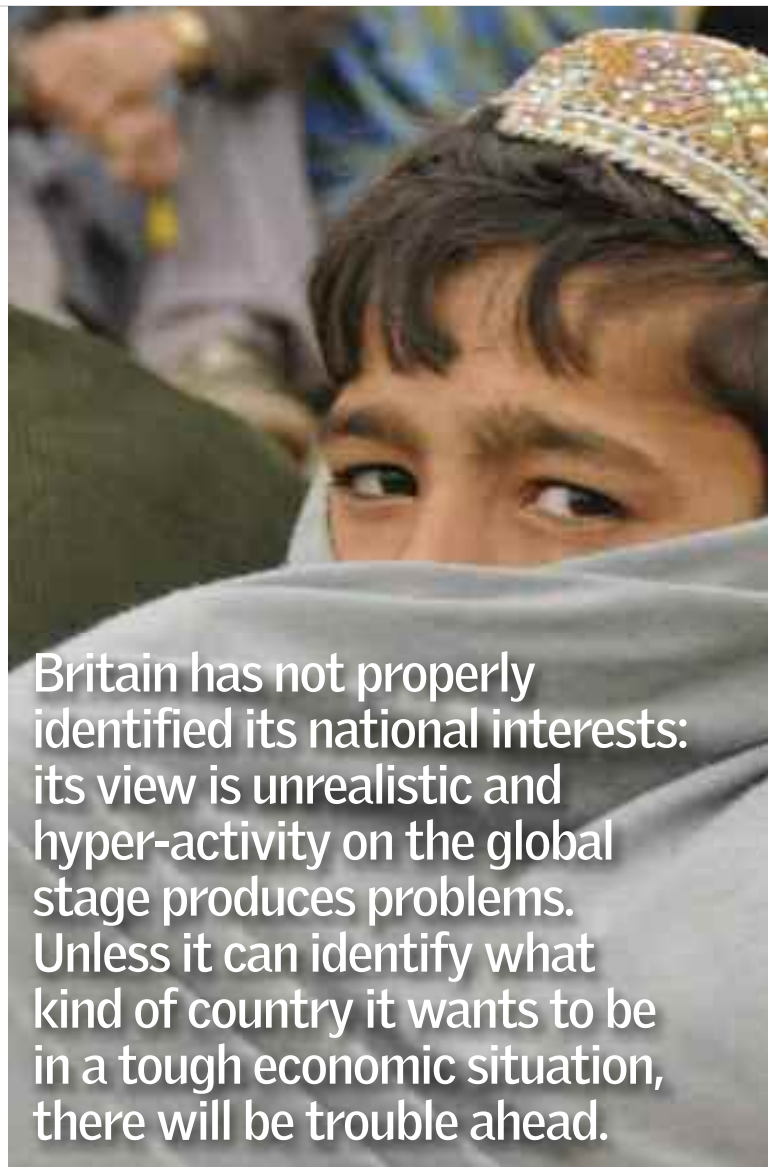 Britain has not properly
identified its national interests:
its view is unrealistic and
hyper-activity on the global
stage produces problems.
Unless it can identify what
kind of country it wants to be
in a tough economic situation,
there will be trouble ahead.